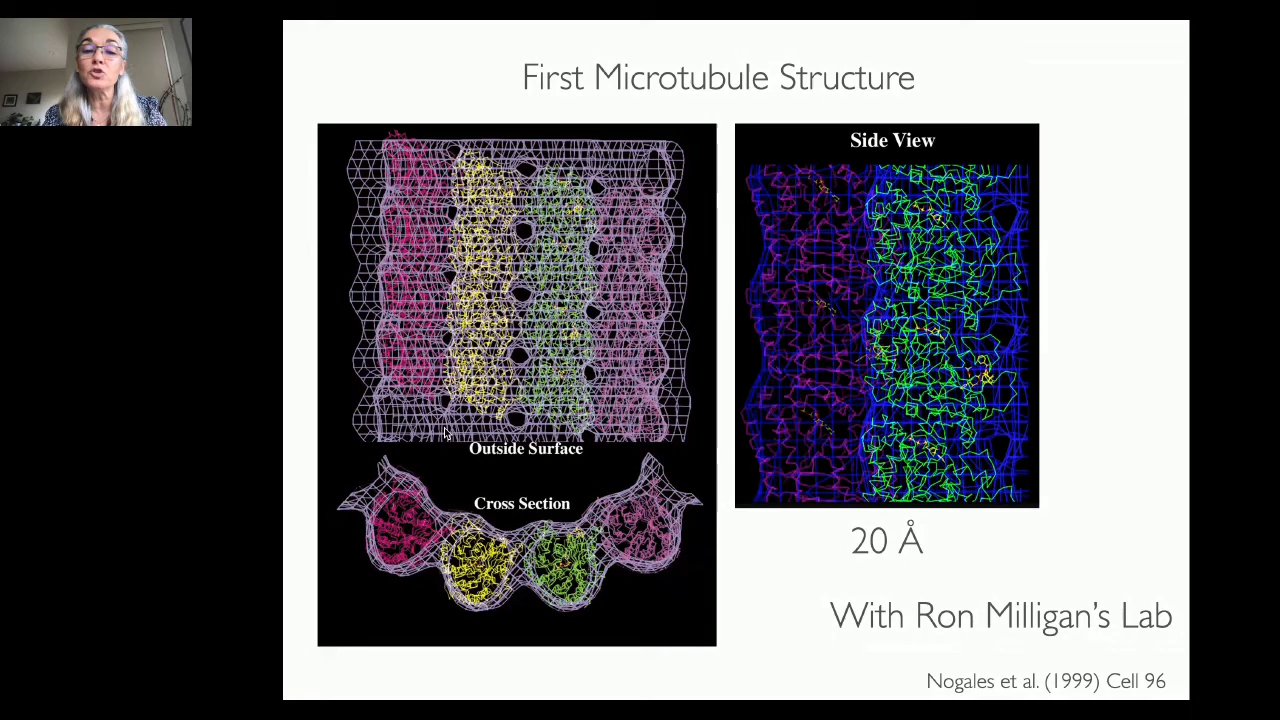 First Microtubule Structure
Outside Surface
Cross Section
Side View
20 Å
With Ron Milligan's Lab
Nogales et al. (1999) Cell 96